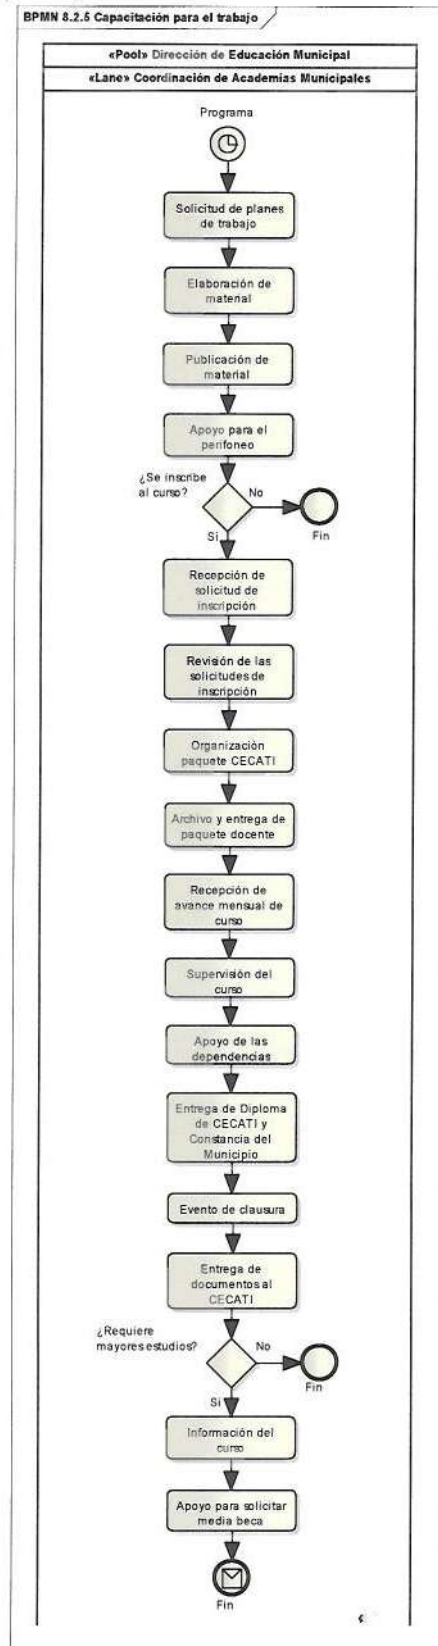 BPMN 8.2.5 Capacitación para el trabajo
«Pool» Dirección de Educación Municipal
«Lane» Coordinación de Academias Municipales
Programa
Solicitud de planes
de trabajo
Elaboración de
material
Publicación de
material
Apoyo para el
perifoneo
¿Se inscribe
al curso?
No
Fin
Si
Recepción de
solicitud de
inscripción
Revisión de las
solicitudes de
inscripción
Organización
paquete CECATI
Archivo y entrega de
paquete docente
Recepción de
avance mensual de
curso
Supervisión del
curso
Apoyo de las
dependencias
Entrega de Diploma
de CECATI y
Constancia del
Municipio
Evento de clausura
Entrega de
documentos al
CECATI
¿Requiere
mayores estudios?
No
Fin
Si
Información del
curso
Apoyo para solicitar
media beca
Fin